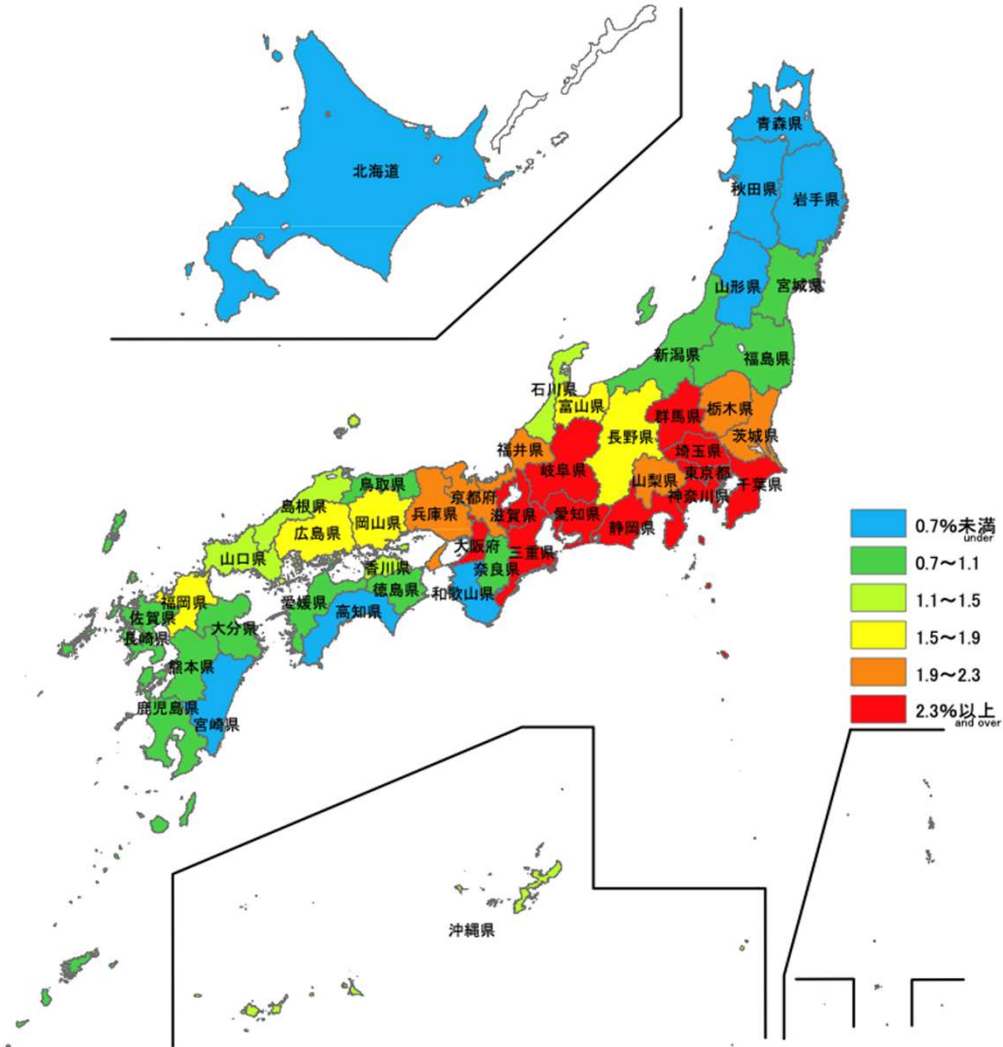 北海道
青森県
秋田県
岩手県
山形県
宮城県
新潟県
福島県
石川県
富山県
群馬県
栃木県
長野県
茨城県
福井県
埼玉県
岐阜県
東京都
山梨県
千葉県
神奈川県
鳥取県
京都府
島根県
兵庫県
滋賀県
愛知県
岡山県
静岡県
広島県
大阪府
三重県
山口県
香川県
奈良県
徳島県
和歌山県
福岡県
愛媛県
高知県
佐賀県
大分県
長崎県
熊本県
鹿児島県
宮崎県
沖縄県
0.7%未満
under
0.7～1.1
1.1～1.5
1.5～1.9
1.9～2.3
2.3%以上
and over